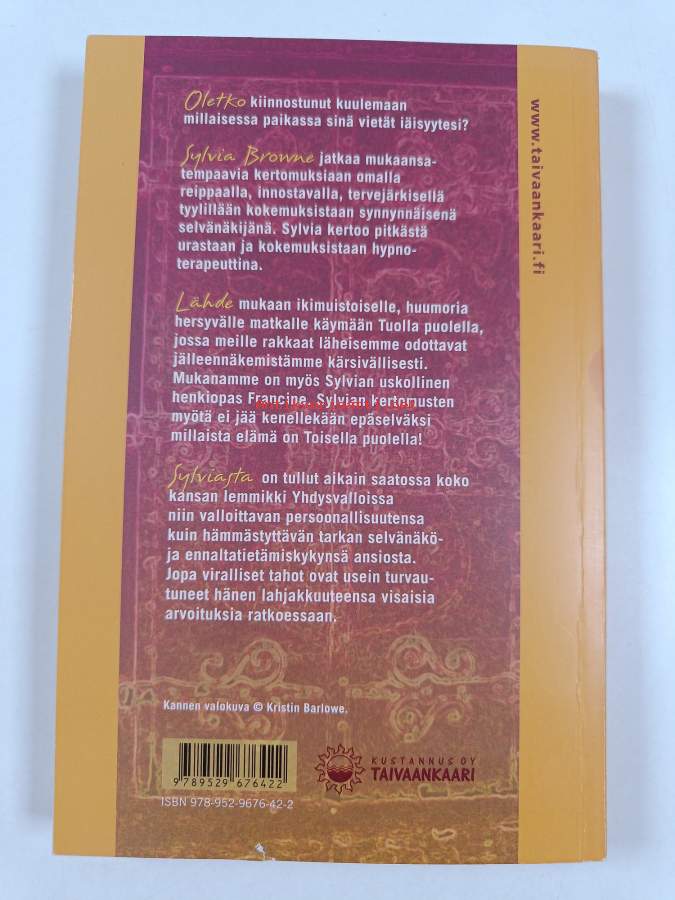 Oletko kiinnostunut kuulemaan
millaisessa paikassa sinä vietät iäisyytesi?
Sylvia Browne jatkaa mukaansa-
tempaavia kertomuksiaan omalla
reippaalla, innostavalla, tervejärkisellä
tyylillään kokemuksistaan synnynnäisenä
selvänäkijänä. Sylvia kertoo pitkästä
urastaan ja kokemuksistaan hypno-
terapeuttina.
Lähde mukaan ikimuistoiselle, huumoria
hersyvälle matkalle käymään Tuolla puolella,
jossa meille rakkaat läheisemme odottavat
jälleennäkemistämme kärsivällisesti.
Mukanamme on myös Sylvian uskollinen
henkiopas Francine. Sylvian kertomusten
myötä ei jää kenellekään epäselväksi
millaista elämä on Toisella puolella!
Sylviasta on tullut aikain saatossa koko
kansan lemmikki Yhdysvalloissa
niin valloittavan persoonallisuutensa
kuin hämmästyttävän tarkan selvänäkö-
ja ennaltatietämiskykynsä ansiosta.
Jopa viralliset tahot ovat usein turvau-
tuneet hänen lahjakkuuteensa visaisia
arvoituksia ratkoessaan.
Kannen valokuva © Kristin Barlowe.
9 789529 676422
ISBN 978-952-9676-42-2
KUSTANNUS OY
TAIVAANKAARI
www.taivaankaari.fi